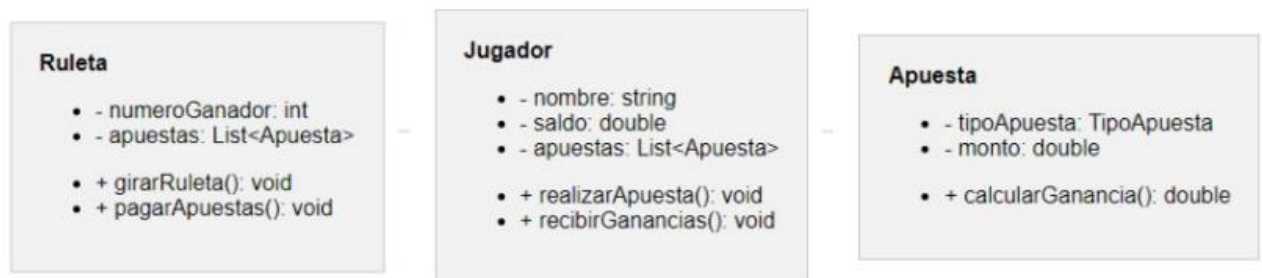 Ruleta
- numeroGanador: int
- apuestas: List<Apuesta>
+ girarRuleta(): void
+ pagarApuestas(): void
Jugador
- nombre: string
- saldo: double
- apuestas: List<Apuesta>
+ realizarApuesta(): void
+ recibirGanancias(): void
Apuesta
- tipoApuesta: TipoApuesta
- monto: double
+ calcularGanancia(): double